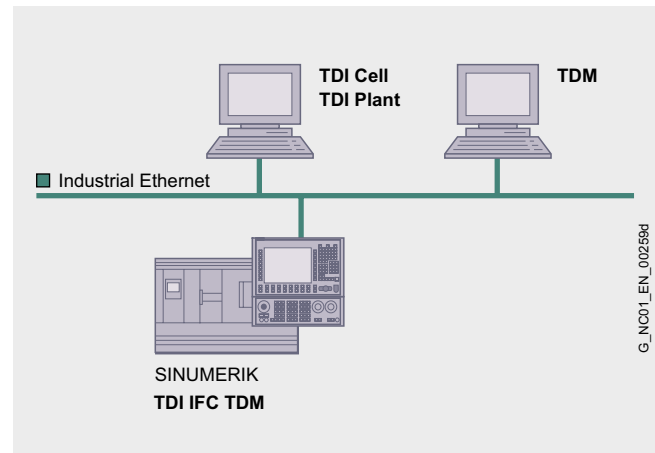 TDI Cell
TDI Plant
TDM
Industrial Ethernet
SINUMERIK
TDI IFC TDM
G_NC01_EN_00259d